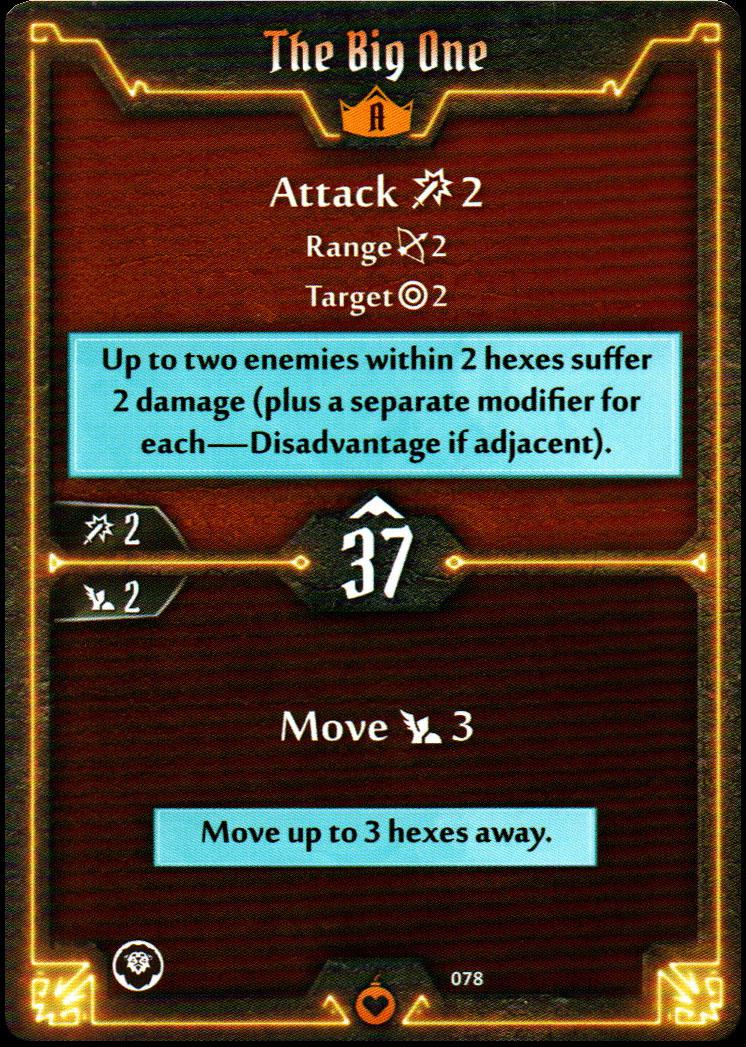 The Big One
A
Attack 2
Range 2
Target 2
Up to two enemies within 2 hexes suffer
2 damage (plus a separate modifier for
each—Disadvantage if adjacent).
2
37
2
Move 3
Move up to 3 hexes away.
078